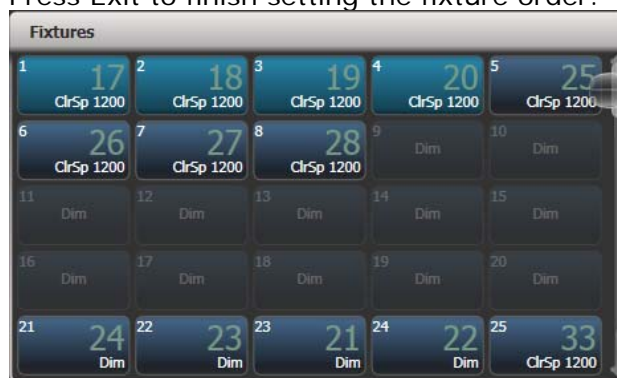 Press Exit to finish setting the fixture order.
Fixtures
1 17 2 18 3 19 4 20 5 25
ClrSp 1200 ClrSp 1200 ClrSp 1200 ClrSp 1200 ClrSp 1200
6 26 7 27 8 28 9 10
ClrSp 1200 ClrSp 1200 ClrSp 1200 Dim Dim
11 12 13 14 15
Dim Dim Dim Dim Dim
16 17 18 19 20
Dim Dim Dim Dim Dim
21 24 22 23 23 21 24 22 25 33
Dim Dim Dim Dim ClrSp 1200